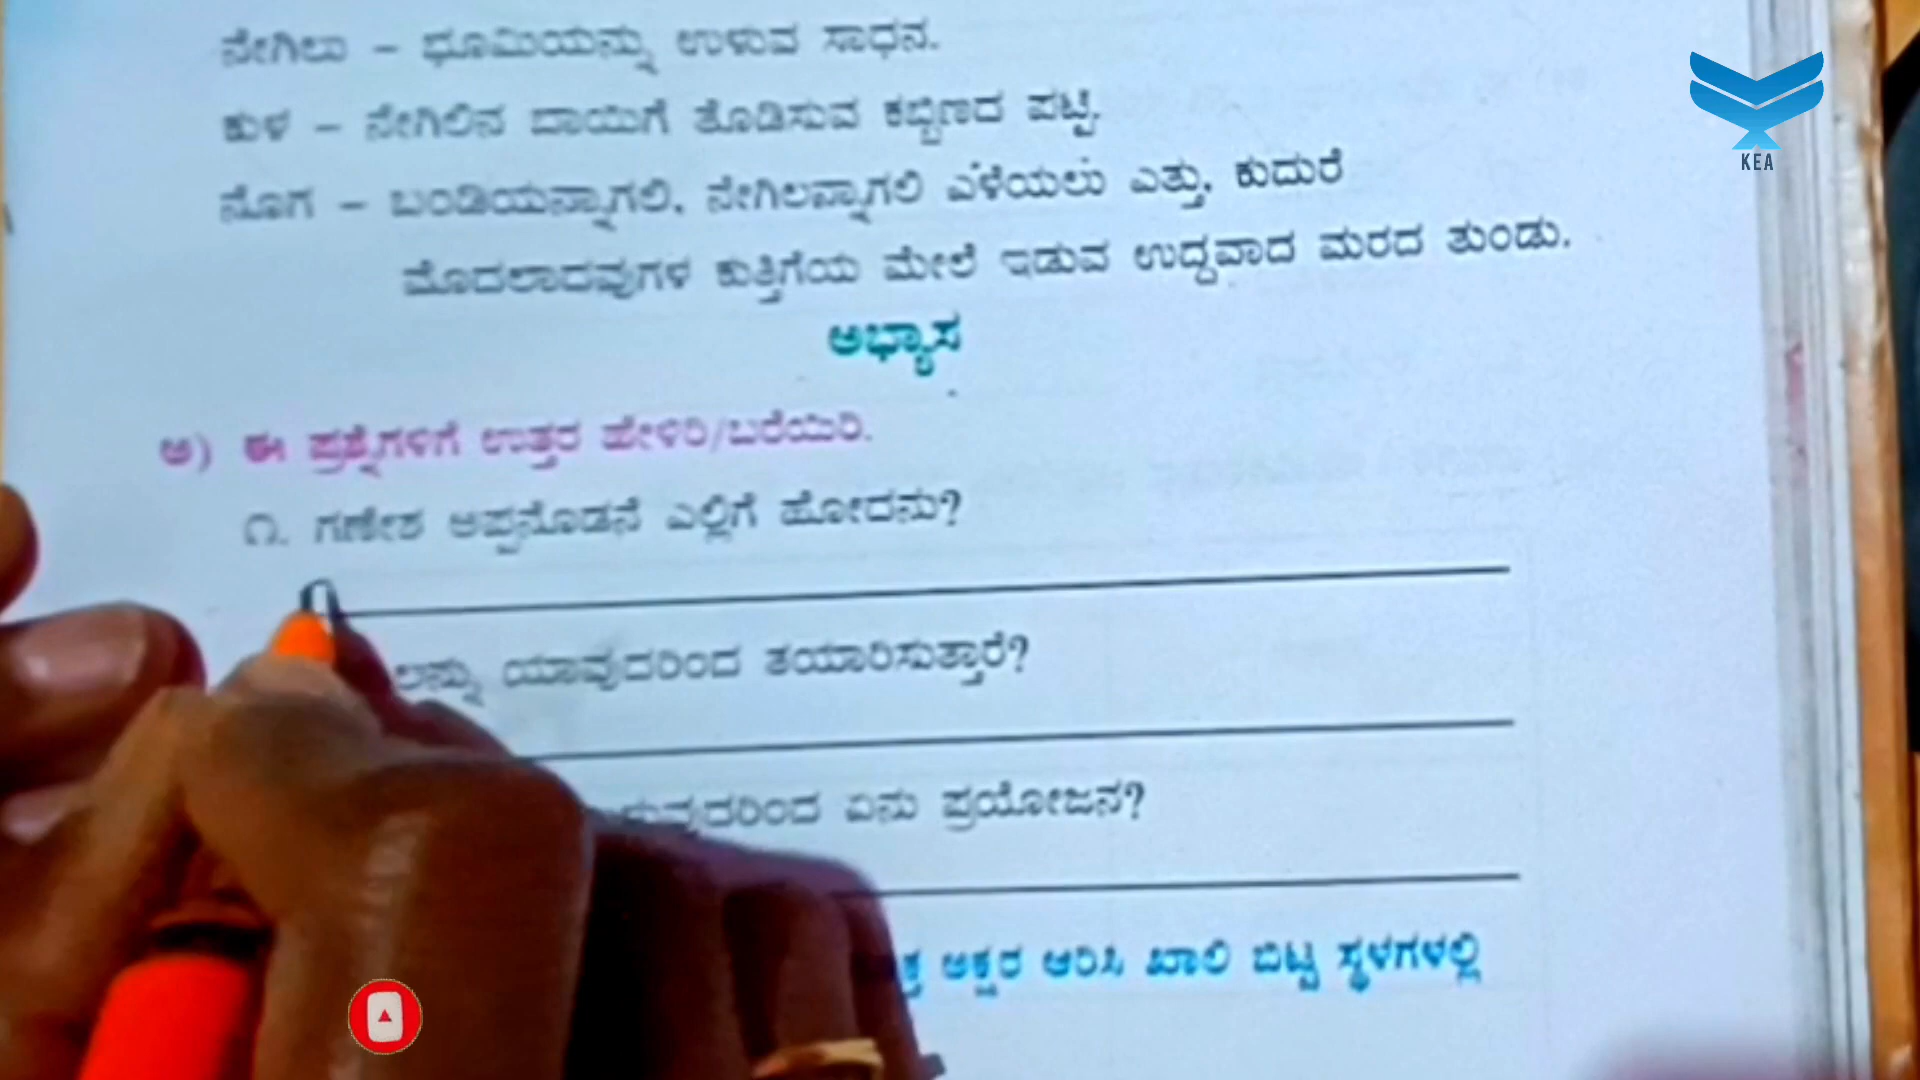 ನೇಗಿಲು – ಭೂಮಿಯನ್ನು ಉಳುವ ಸಾಧನ.
KEA
ಕುಳ – ನೇಗಿಲಿನ ಬಾಯಿಗೆ ತೊಡಿಸುವ ಕಬ್ಬಿಣದ ಪಟ್ಟಿ.
ನೊಗ – ಬಂಡಿಯನ್ನಾಗಲಿ, ನೇಗಿಲನ್ನಾಗಲಿ ಎಳೆಯಲು ಎತ್ತು, ಕುದುರೆ
ಮೊದಲಾದವುಗಳ ಕುತ್ತಿಗೆಯ ಮೇಲೆ ಇಡುವ ಉದ್ದವಾದ ಮರದ ತುಂಡು.
ಅಭ್ಯಾಸ
ಅ) ಈ ಪ್ರಶ್ನೆಗಳಿಗೆ ಉತ್ತರ ಹೇಳಿರಿ/ಬರೆಯಿರಿ.
೧. ಗಣೇಶ ಅಪ್ಪನೊಡನೆ ಎಲ್ಲಿಗೆ ಹೋದನು?
ಯಾವುದರಿಂದ ತಯಾರಿಸುತ್ತಾರೆ?
ಏನು ಪ್ರಯೋಜನ?
ಅಕ್ಷರ ಆರಿಸಿ ಖಾಲಿ ಬಿಟ್ಟ ಸ್ಥಳಗಳಲ್ಲಿ